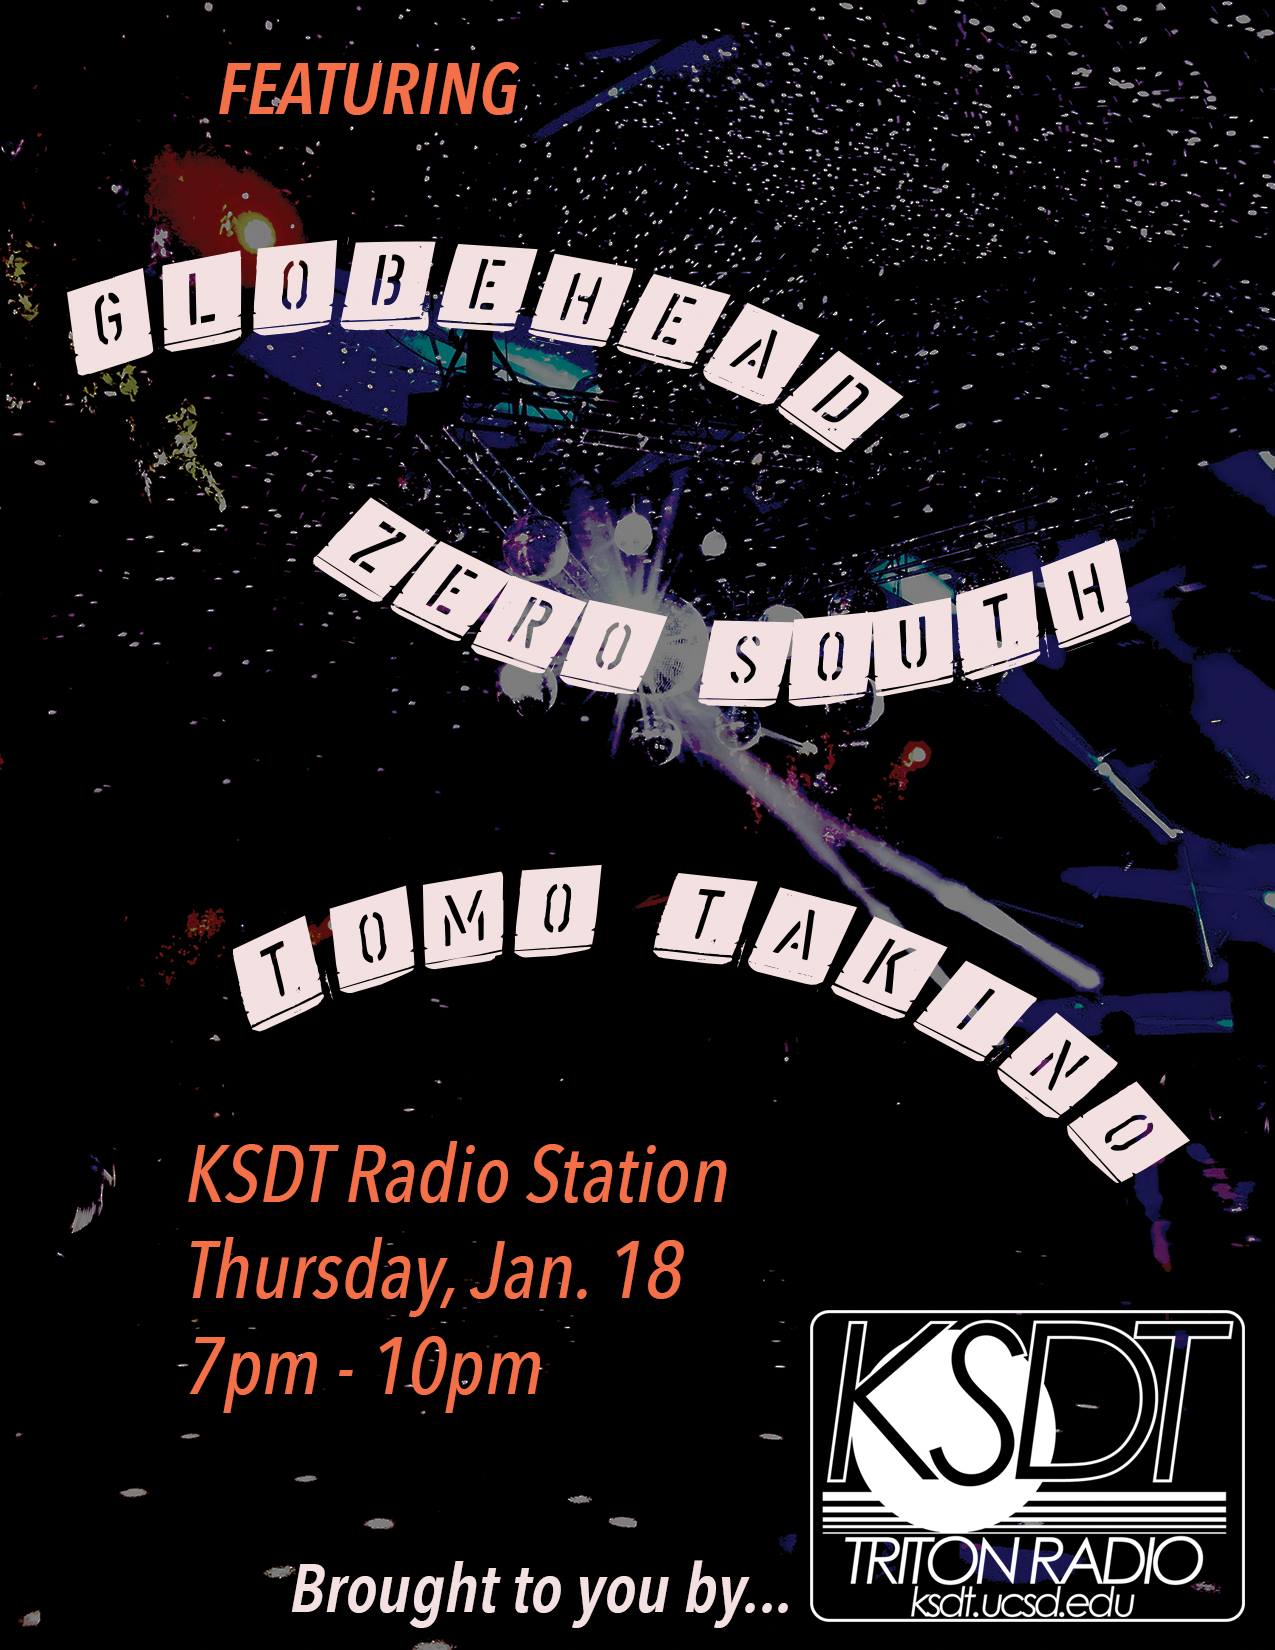 FEATURING
GLOBEHEAD
ZERO SOUTH
TOMO TAKINO
KSDT Radio Station
Thursday, Jan. 18
7pm - 10pm
Brought to you by...
KSDT
TRITON RADIO
ksdt.ucsd.edu